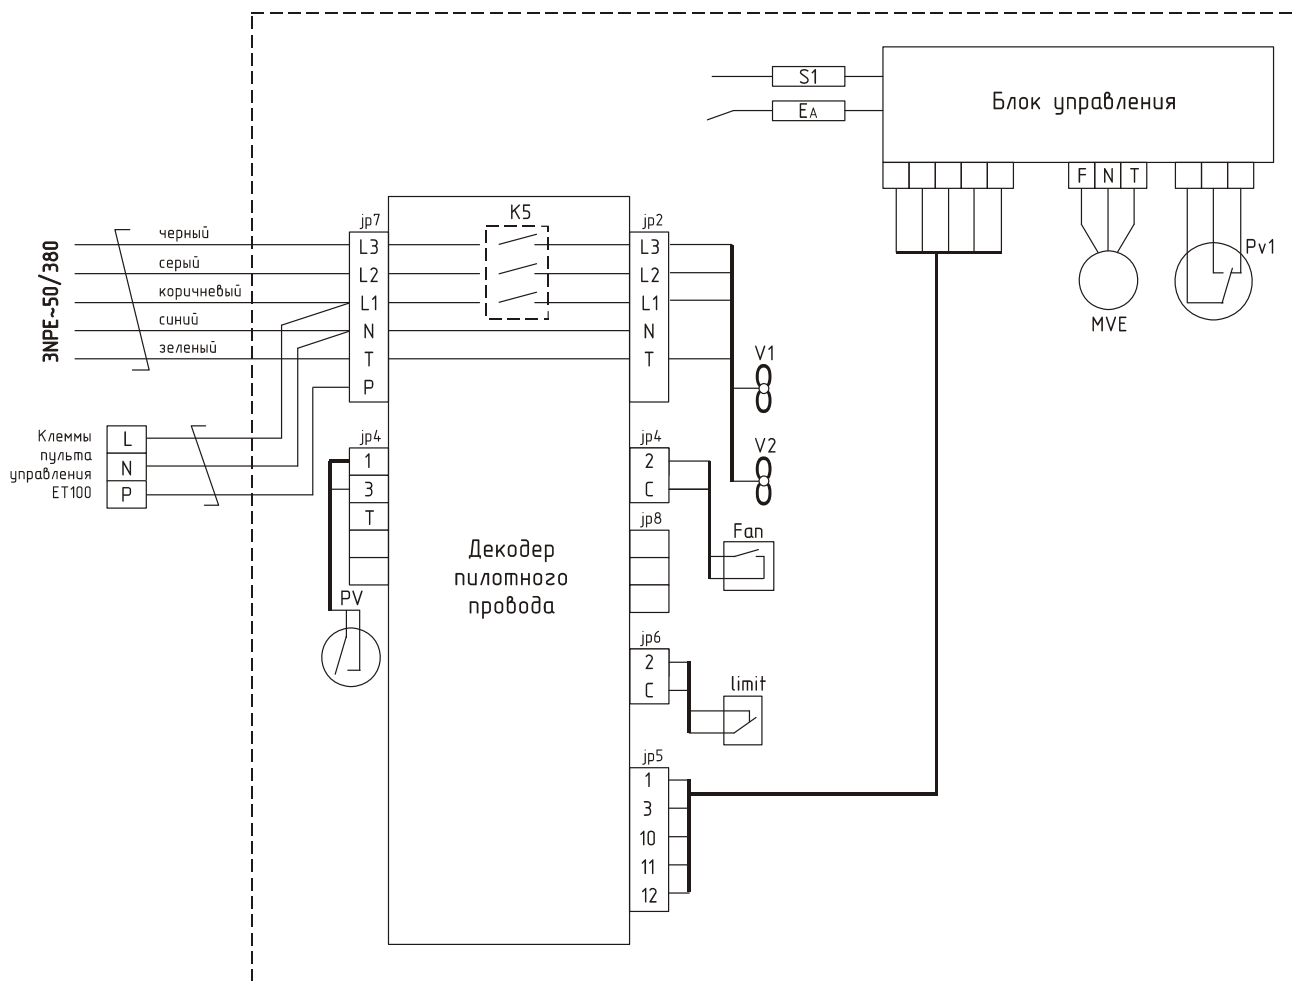 S1
EA
Блок управления
F N T
Pv1
MVE
3NPE~50/380
черный
серый
коричневый
синий
зеленый
jp7
L3
L2
L1
N
T
P
K5
jp2
L3
L2
L1
N
T
V1
V2
Клеммы
пульта
управления
ET100
L
N
P
jp4
1
3
T
PV
Декодер
пилотного
провода
jp4
2
C
jp8
Fan
jp6
2
C
limit
jp5
1
3
10
11
12